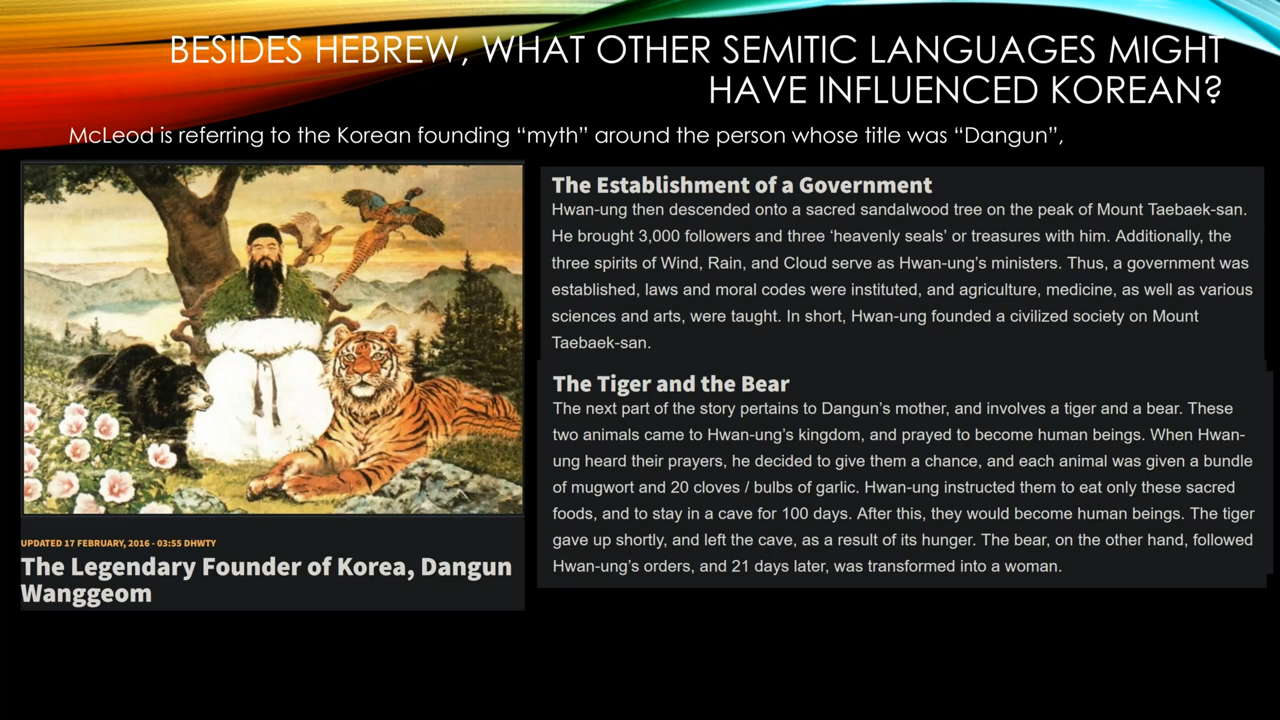 BESIDES HEBREW, WHAT OTHER SEMITIC LANGUAGES MIGHT
HAVE INFLUENCED KOREAN?
McLeod is referring to the Korean founding “myth” around the person whose title was “Dangun”,
UPDATED 17 FEBRUARY, 2016 - 03:55 DHWTY
The Legendary Founder of Korea, Dangun
Wanggeom
The Establishment of a Government
Hwan-ung then descended onto a sacred sandalwood tree on the peak of Mount Taebaek-san.
He brought 3,000 followers and three ‘heavenly seals’ or treasures with him. Additionally, the
three spirits of Wind, Rain, and Cloud serve as Hwan-ung’s ministers. Thus, a government was
established, laws and moral codes were instituted, and agriculture, medicine, as well as various
sciences and arts, were taught. In short, Hwan-ung founded a civilized society on Mount
Taebaek-san.
The Tiger and the Bear
The next part of the story pertains to Dangun’s mother, and involves a tiger and a bear. These
two animals came to Hwan-ung’s kingdom, and prayed to become human beings. When Hwan-
ung heard their prayers, he decided to give them a chance, and each animal was given a bundle
of mugwort and 20 cloves / bulbs of garlic. Hwan-ung instructed them to eat only these sacred
foods, and to stay in a cave for 100 days. After this, they would become human beings. The tiger
gave up shortly, and left the cave, as a result of its hunger. The bear, on the other hand, followed
Hwan-ung’s orders, and 21 days later, was transformed into a woman.